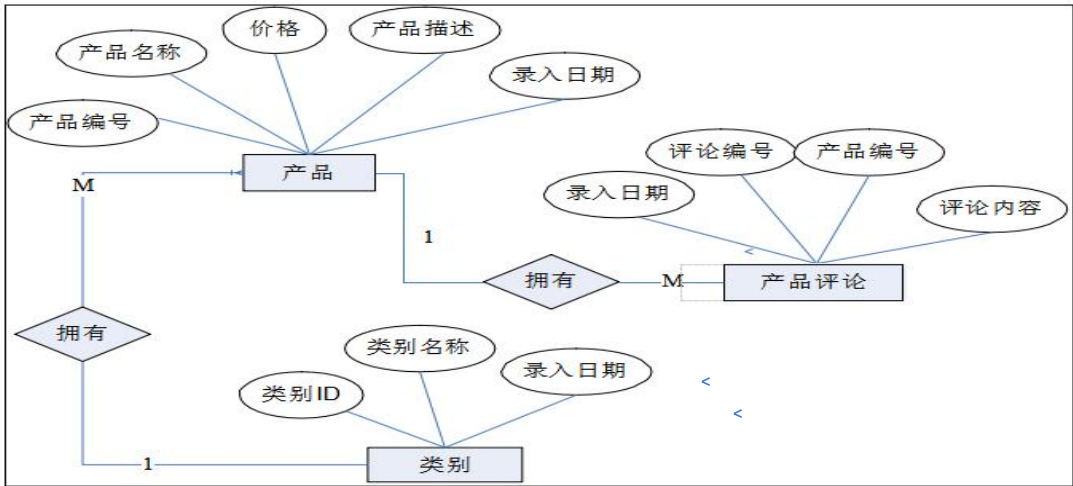 价格
产品描述
产品名称
录入日期
产品编号
产品
M
评论编号
产品编号
录入日期
评论内容
1
拥有
M
产品评论
拥有
类别名称
录入日期
类别ID
<
<
<
1
类别